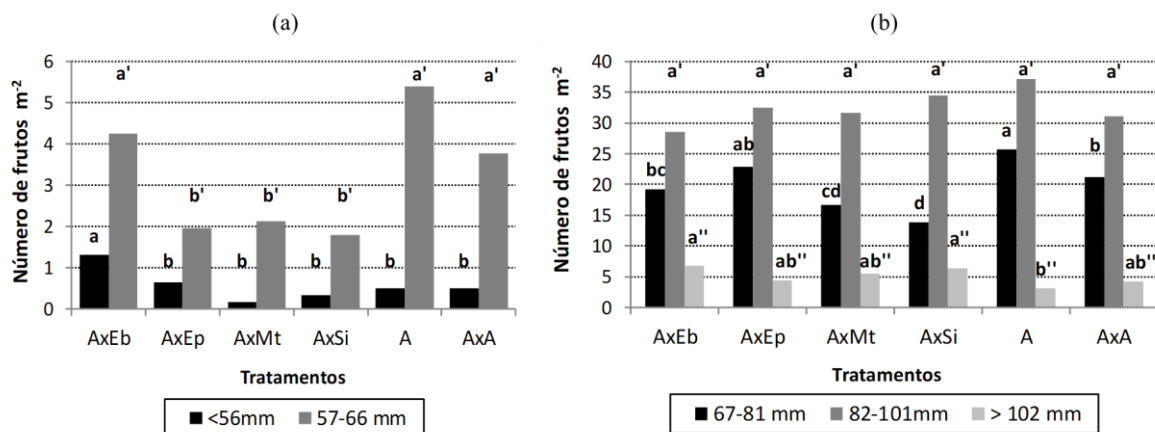 (a)
Número de frutos m-2
6
5
4
3
2
1
0
a' a' a'
b' b' b'
a b b b b b
AxEb AxEp AxMt AxSi A AxA
Tratamentos
<56mm 57-66 mm
(b)
Número de frutos m-2
40
35
30
25
20
15
10
5
0
a' a' a' a' a' a'
bc ab cd d a b
a'' ab'' ab'' a'' b'' ab''
AxEb AxEp AxMt AxSi A AxA
Tratamentos
67-81 mm 82-101mm > 102 mm